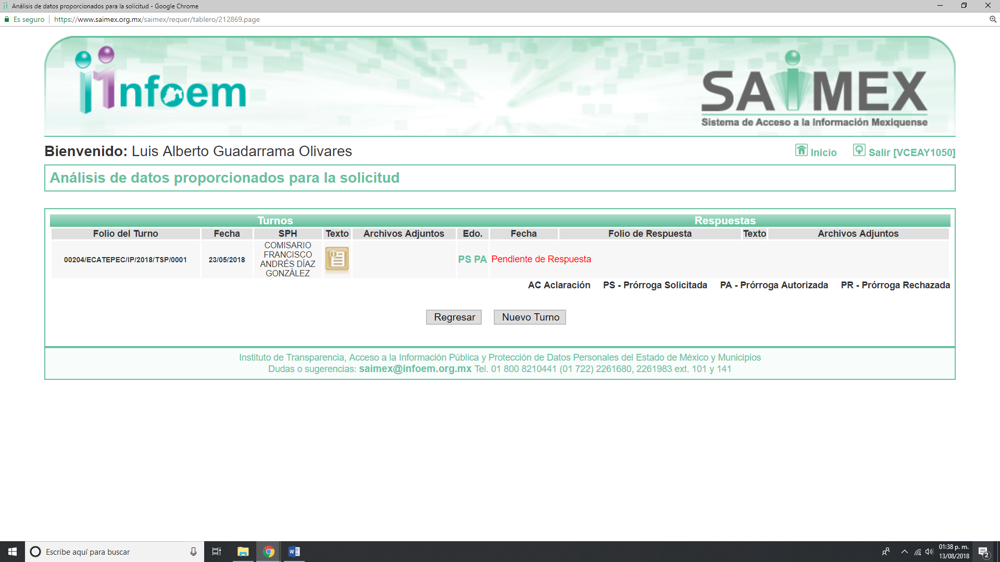 Análisis de datos proporcionados para la solicitud - Google Chrome
Es seguro | https://www.saimex.org.mx/saimex/requer/tablero/212869.page
infoem
SAIMEX
Sistema de Acceso a la Información Mexiquense
Bienvenido: Luis Alberto Guadarrama Olivares
Inicio Salir [VCEAY1050]
Análisis de datos proporcionados para la solicitud
Turnos Respuestas
Folio del Turno Fecha SPH Texto Archivos Adjuntos Edo. Fecha Folio de Respuesta Texto Archivos Adjuntos
00204/ECATEPEC/IP/2018/TSP/0001 23/05/2018 COMISARIO FRANCISCO ANDRÉS DÍAZ GONZÁLEZ PS PA Pendiente de Respuesta
AC Aclaración PS - Prórroga Solicitada PA - Prórroga Autorizada PR - Prórroga Rechazada
Regresar Nuevo Turno
Instituto de Transparencia, Acceso a la Información Pública y Protección de Datos Personales del Estado de México y Municipios
Dudas o sugerencias: saimex@infoem.org.mx Tel. 01 800 8210441 (01 722) 2261680, 2261983 ext. 101 y 141
Escribe aquí para buscar
01:38 p. m.
13/08/2018
2